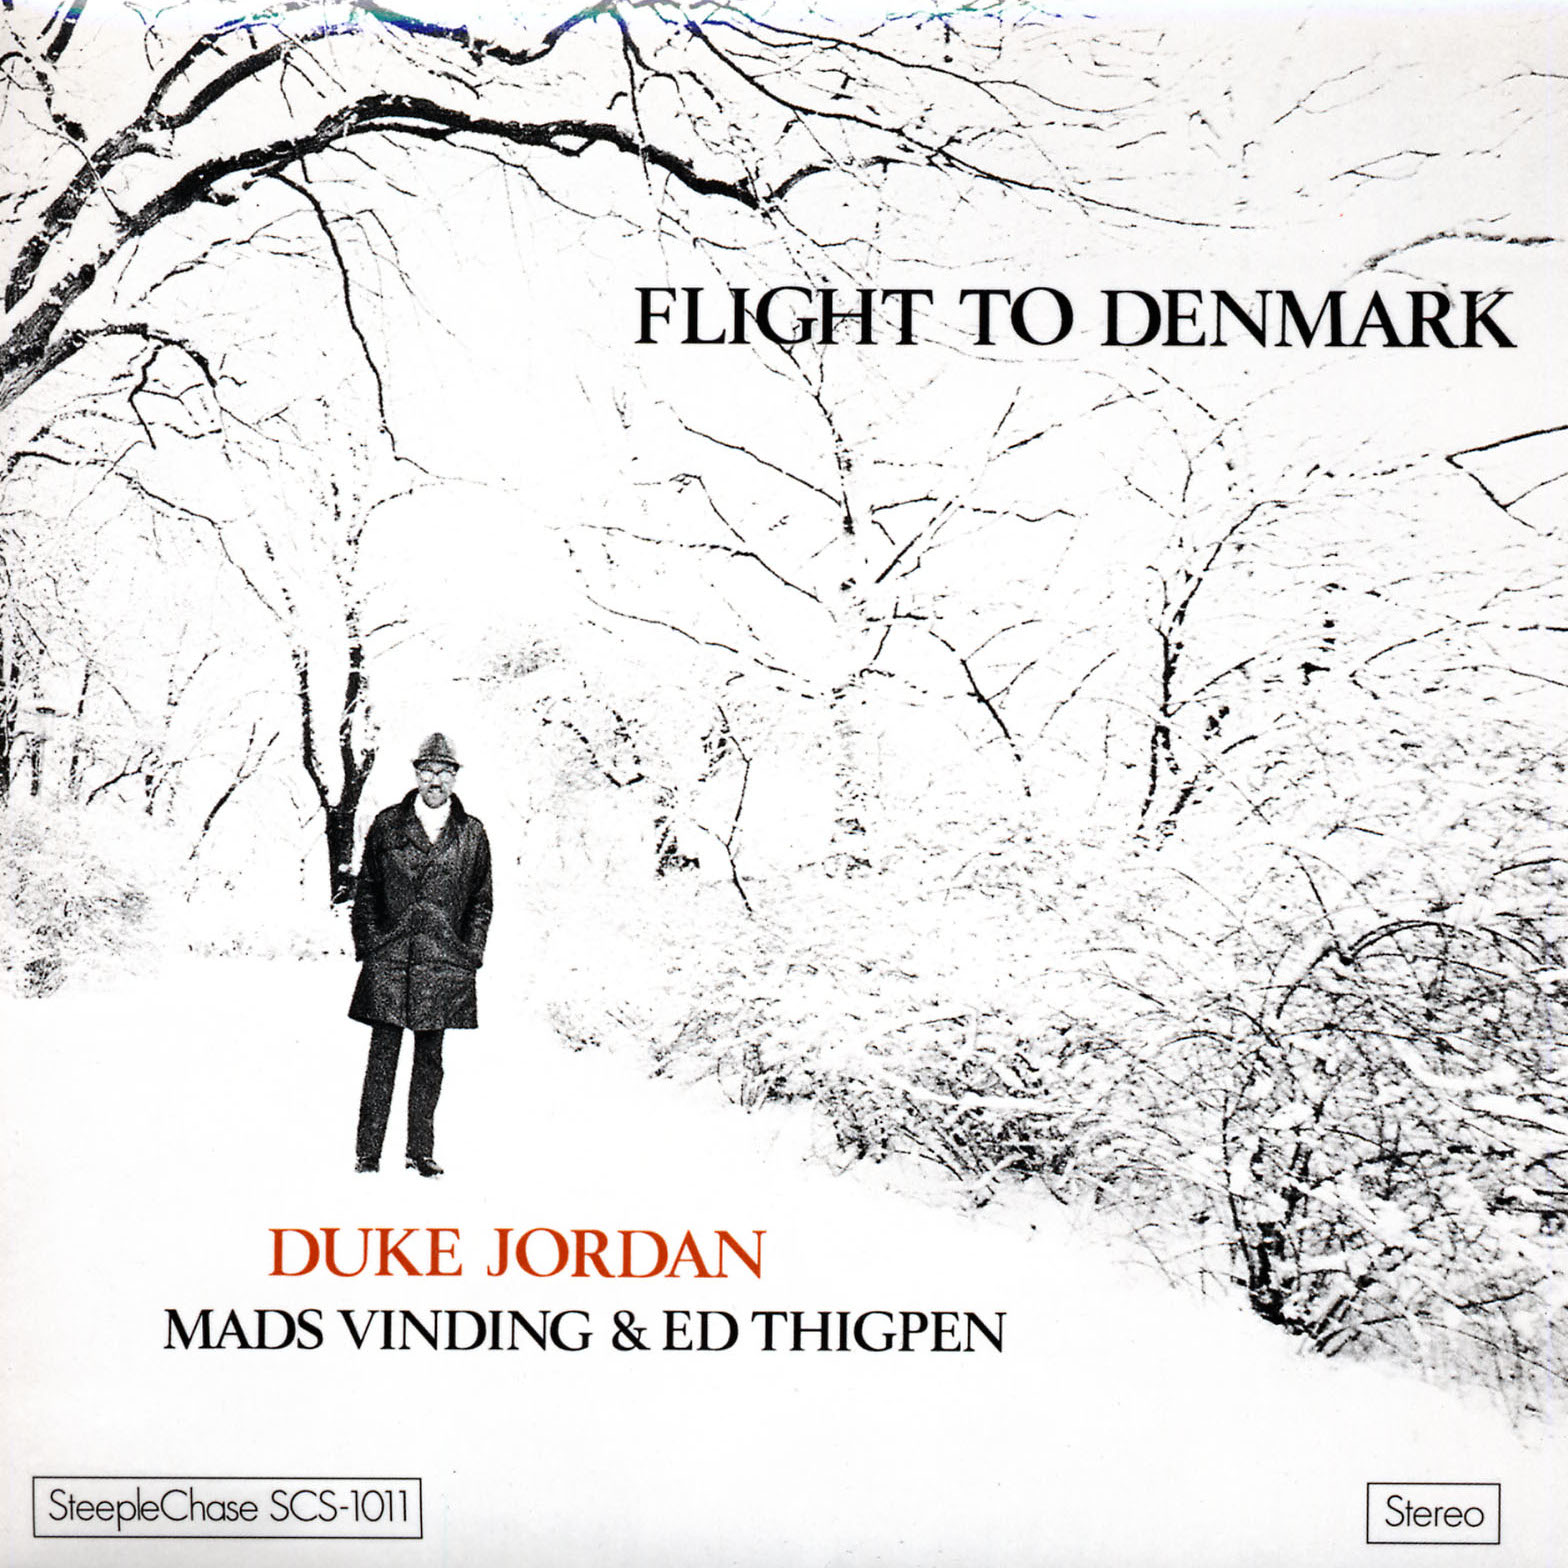 FLIGHT TO DENMARK
DUKE JORDAN
MADS VINDING & ED THIGPEN
SteepleChase SCS-1011
Stereo